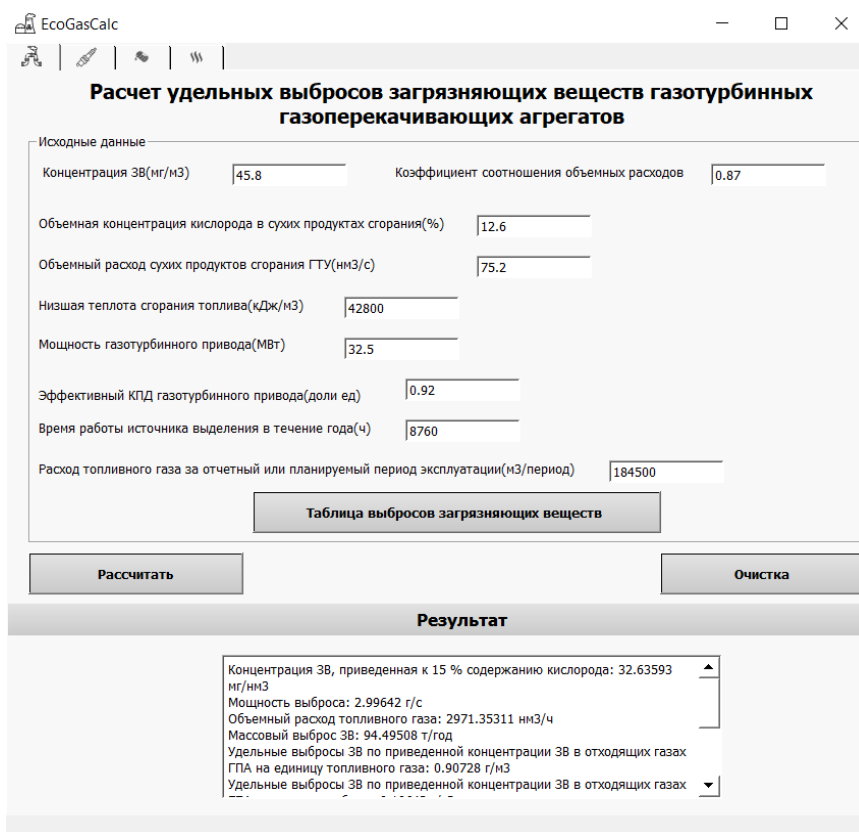 EcoGasCalc
Расчет удельных выбросов загрязняющих веществ газотурбинных
газоперекачивающих агрегатов
Исходные данные
Концентрация ЗВ(мг/м3) 45.8 Коэффициент соотношения объемных расходов 0.87
Объемная концентрация кислорода в сухих продуктах сгорания(%) 12.6
Объемный расход сухих продуктов сгорания ГТУ(нм3/с) 75.2
Низшая теплота сгорания топлива(кДж/м3) 42800
Мощность газотурбинного привода(МВт) 32.5
Эффективный КПД газотурбинного привода(доли ед) 0.92
Время работы источника выделения в течение года(ч) 8760
Расход топливного газа за отчетный или планируемый период эксплуатации(м3/период) 184500
Таблица выбросов загрязняющих веществ
Рассчитать Очистка
Результат
Концентрация ЗВ, приведенная к 15 % содержанию кислорода: 32.63593
мг/нм3
Мощность выброса: 2.99642 г/с
Объемный расход топливного газа: 2971.35311 нм3/ч
Массовый выброс ЗВ: 94.49508 т/год
Удельные выбросы ЗВ по приведенной концентрации ЗВ в отходящих газах
ГПА на единицу топливного газа: 0.90728 г/м3
Удельные выбросы ЗВ по приведенной концентрации ЗВ в отходящих газах